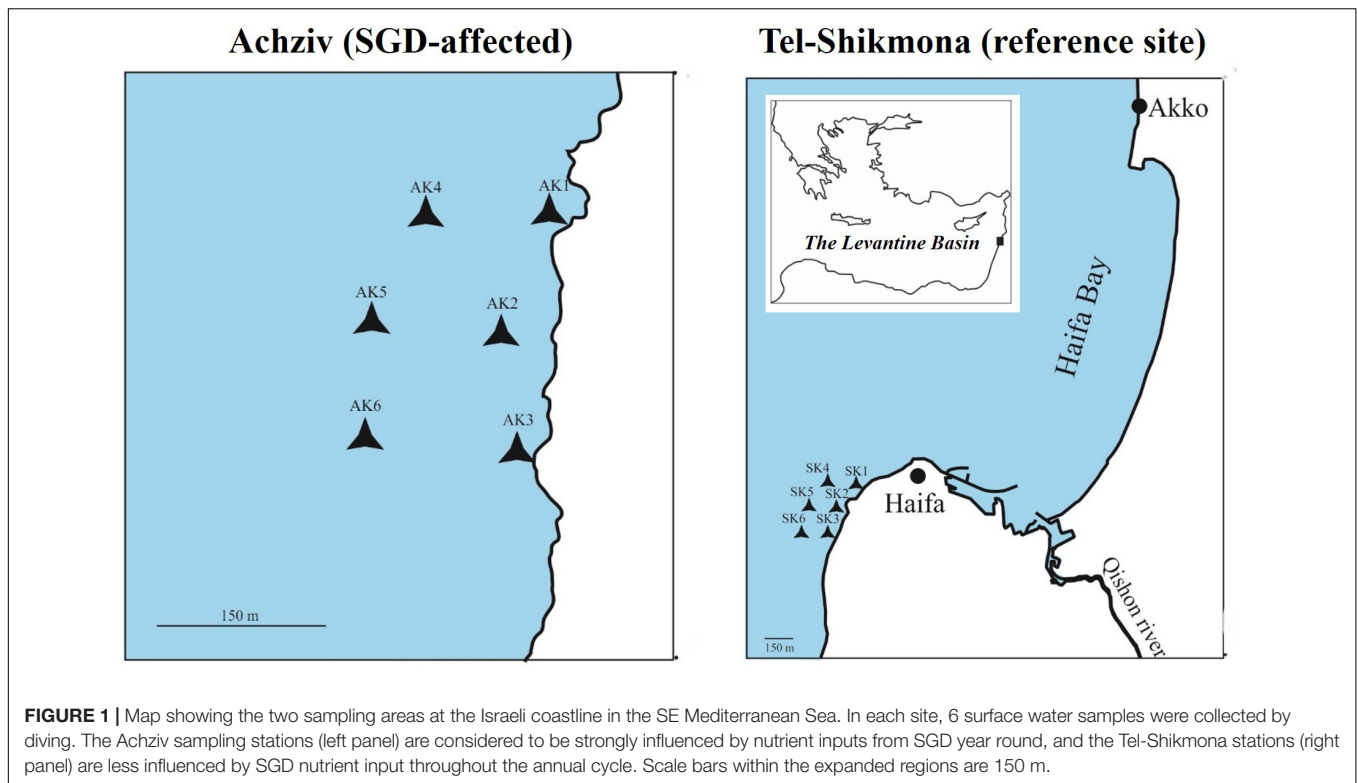 Achziv (SGD-affected)
AK4
AK1
AK5
AK2
AK6
AK3
150 m
Tel-Shikmona (reference site)
Akko
The Levantine Basin
Haifa Bay
SK4
SK1
SK5
SK2
SK6
SK3
Haifa
Qishon river
150 m
FIGURE 1 | Map showing the two sampling areas at the Israeli coastline in the SE Mediterranean Sea. In each site, 6 surface water samples were collected by
diving. The Achziv sampling stations (left panel) are considered to be strongly influenced by nutrient inputs from SGD year round, and the Tel-Shikmona stations (right
panel) are less influenced by SGD nutrient input throughout the annual cycle. Scale bars within the expanded regions are 150 m.